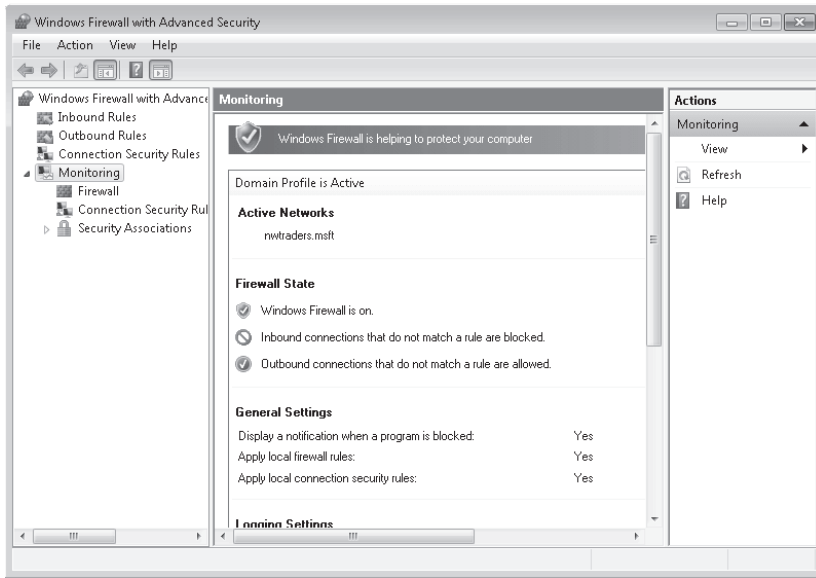 Windows Firewall with Advanced Security
File Action View Help
Windows Firewall with Advance
Inbound Rules
Outbound Rules
Connection Security Rules
Monitoring
Firewall
Connection Security Rul
Security Associations
Monitoring
Windows Firewall is helping to protect your computer
Domain Profile is Active
Active Networks
nwtraders.msft
Firewall State
Windows Firewall is on.
Inbound connections that do not match a rule are blocked.
Outbound connections that do not match a rule are allowed.
General Settings
Display a notification when a program is blocked: Yes
Apply local firewall rules: Yes
Apply local connection security rules: Yes
Logging Settings
Actions
Monitoring
View
Refresh
Help